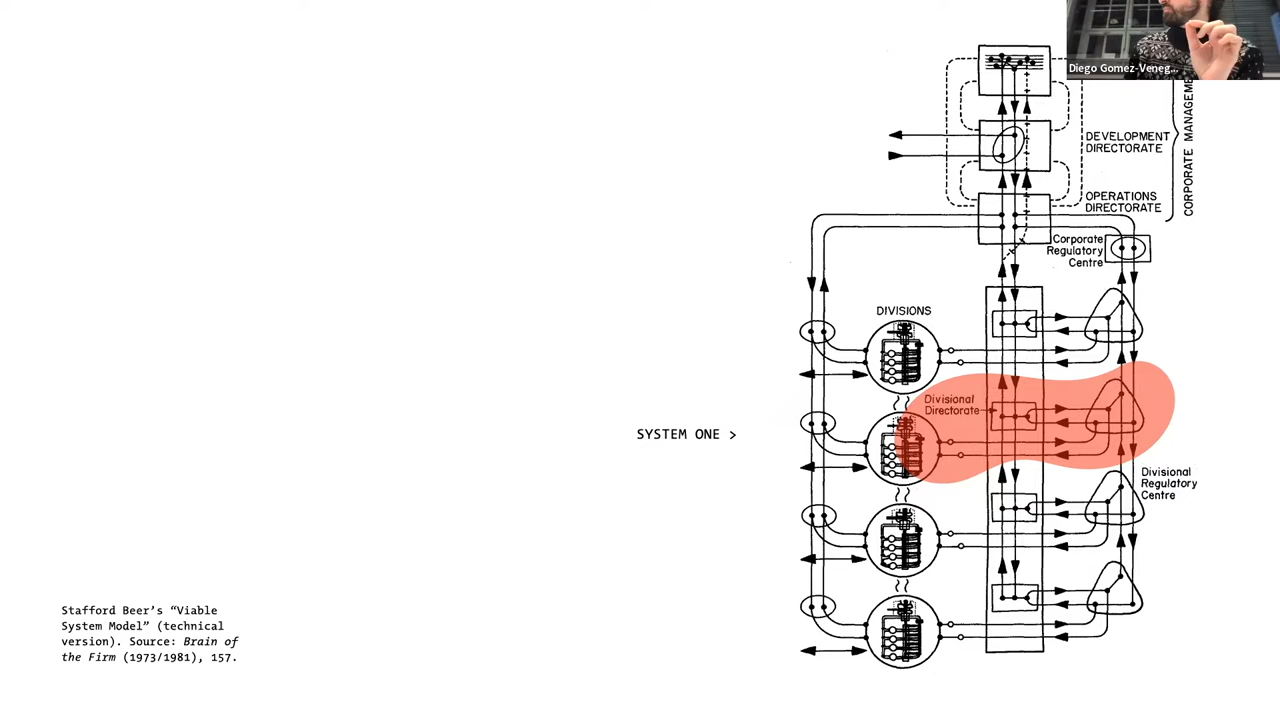 Diego Gomez-Veneg...
DEVELOPMENT
DIRECTORATE
OPERATIONS
DIRECTORATE
CORPORATE MANAGEME
Corporate
Regulatory
Centre
DIVISIONS
Divisional
Directorate
SYSTEM ONE >
Divisional
Regulatory
Centre
Stafford Beer’s “Viable
System Model” (technical
version). Source: Brain of
the Firm (1973/1981), 157.